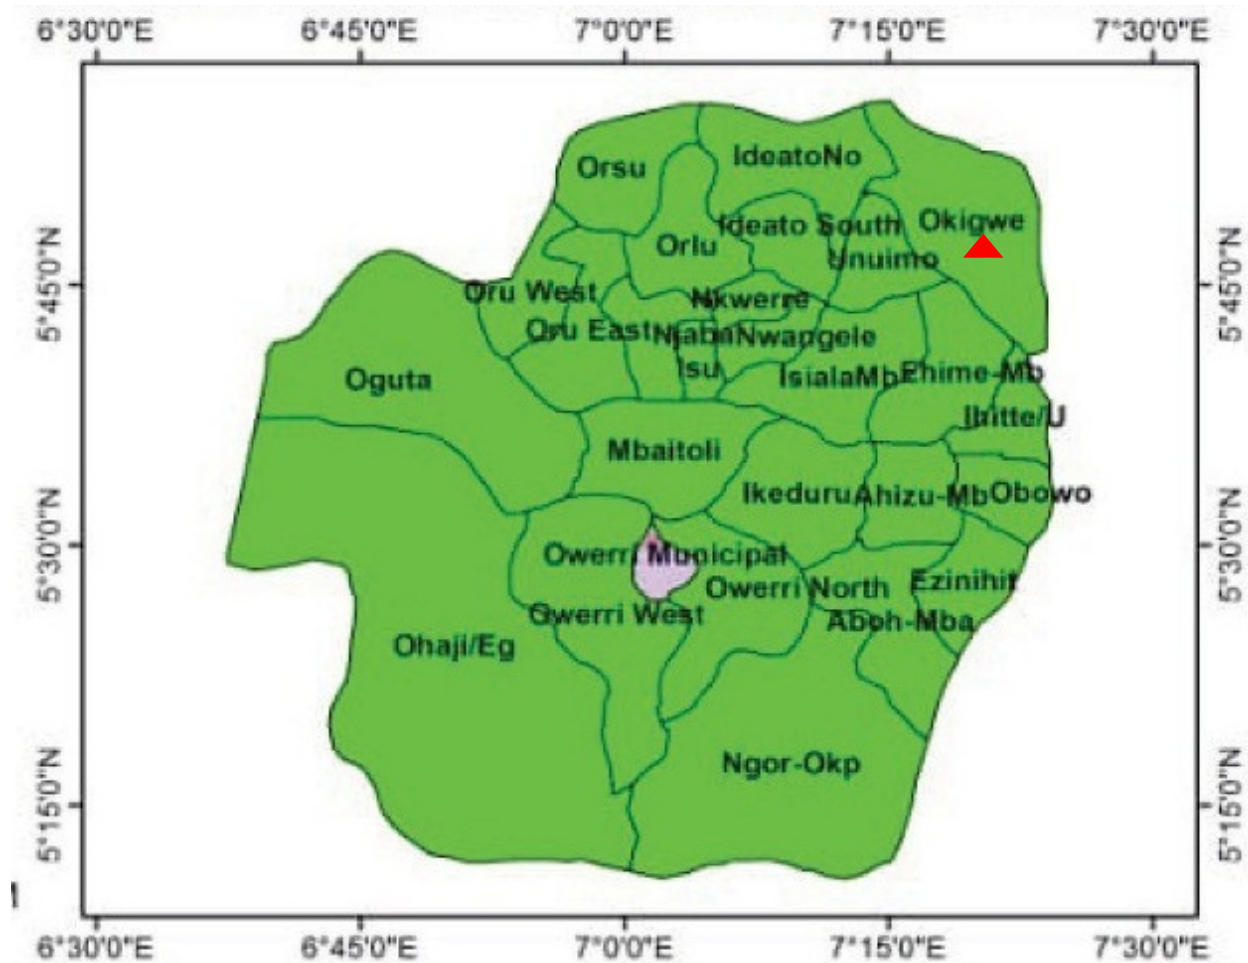 6°30'0"E 6°45'0"E 7°0'0"E 7°15'0"E 7°30'0"E
IdeatoNo
Orsu
Okigwe
Ideato South
Orlu
Unuimo
5°45'0"N
5°45'0"N
Oru West
Nkwerre
Oru East
Njaba
Nwangele
Isu
IsialaMb
Ehime-Mb
Oguta
Ihitte/U
Mbaitoli
Ikeduru
Ahizu-Mb
Obowo
5°30'0"N
5°30'0"N
Owerri Municipal
Owerri North
Ezinihit
Owerri West
Aboh-Mba
Ohaji/Eg
Ngor-Okp
5°15'0"N
5°15'0"N
6°30'0"E 6°45'0"E 7°0'0"E 7°15'0"E 7°30'0"E